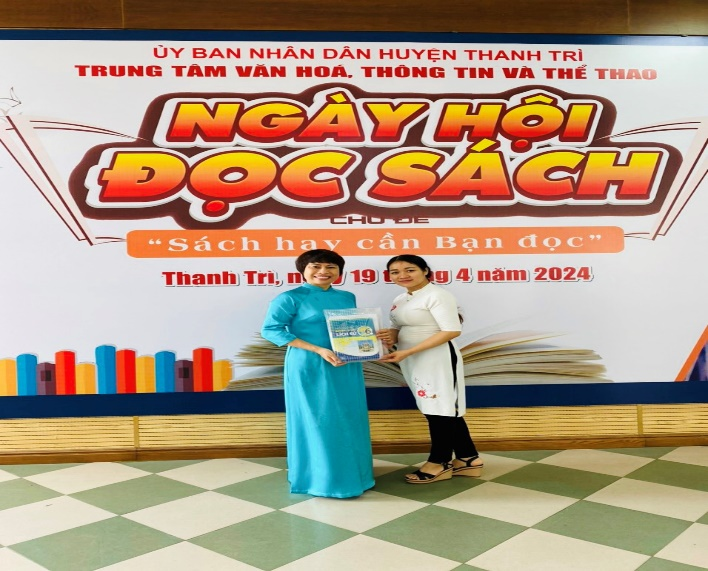 ỦY BAN NHÂN DÂN HUYỆN THANH TRÌ
TRUNG TÂM VĂN HOÁ, THÔNG TIN VÀ THỂ THAO
NGÀY HỘI
ĐỌC SÁCH
CHỦ ĐỀ
“Sách hay cần Bạn đọc”
Thanh Trì, 19 4 năm 2024